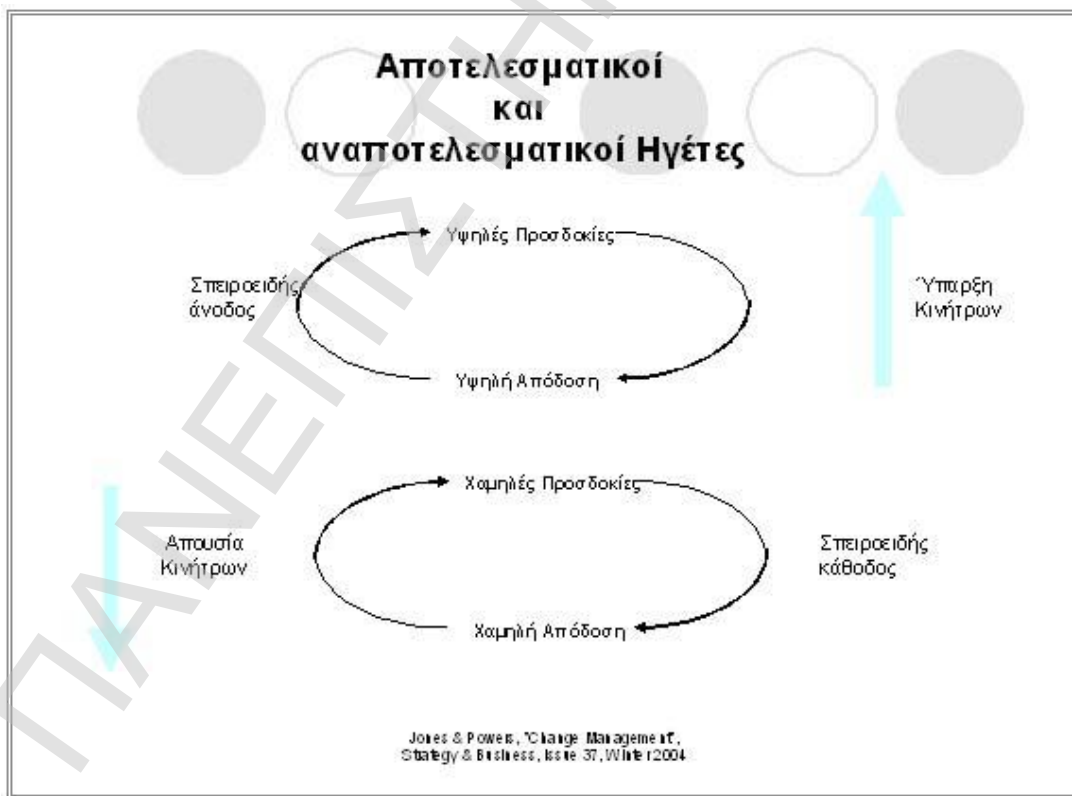 Αποτελεσματικοί
και
αναποτελεσματικοί Ηγέτες
Υψηλές Προσδοκίες
Σπειροειδής
άνοδος
Ύπαρξη
Κινήτρων
Υψηλή Απόδοση
Χαμηλές Προσδοκίες
Απουσία
Κινήτρων
Σπειροειδής
κάθοδος
Χαμηλή Απόδοση
Jones & Powers, "Change Management",
Strategy & Business, Issue 37, Winter 2004
ΠΑΝΕΠΙΣΤΗ